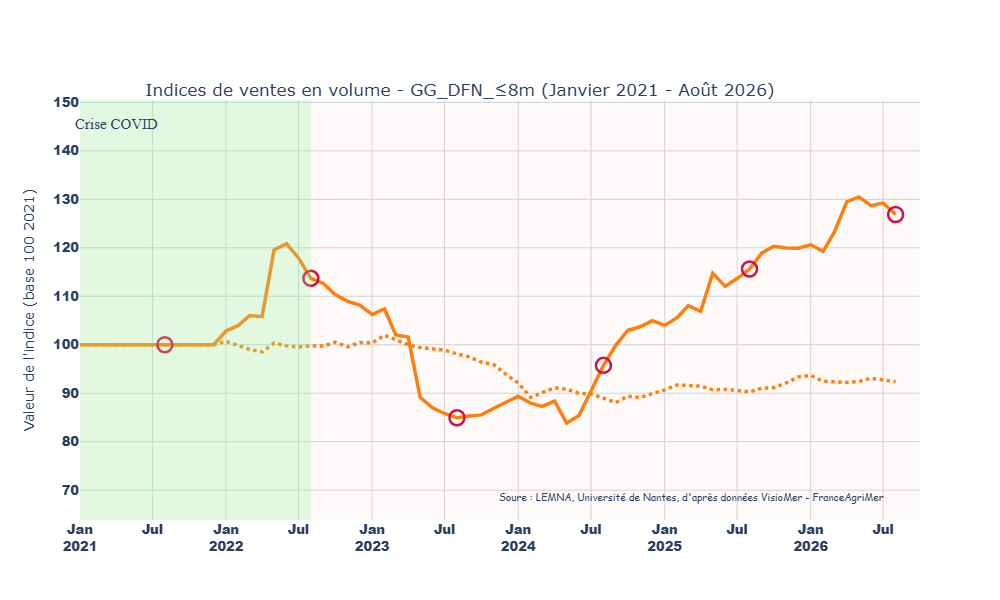 Indices de ventes en volume - GG_DFN_≤8m (Janvier 2021 - Août 2026)
Valeur de l'indice (base 100 2021)
150
Crise COVID
140
130
120
110
100
90
80
70
Soure : LEMNA, Université de Nantes, d'après données VisioMer - FranceAgriMer
Jan Jul Jan Jul Jan Jul Jan Jul Jan Jul Jan Jul
2021 2022 2023 2024 2025 2026